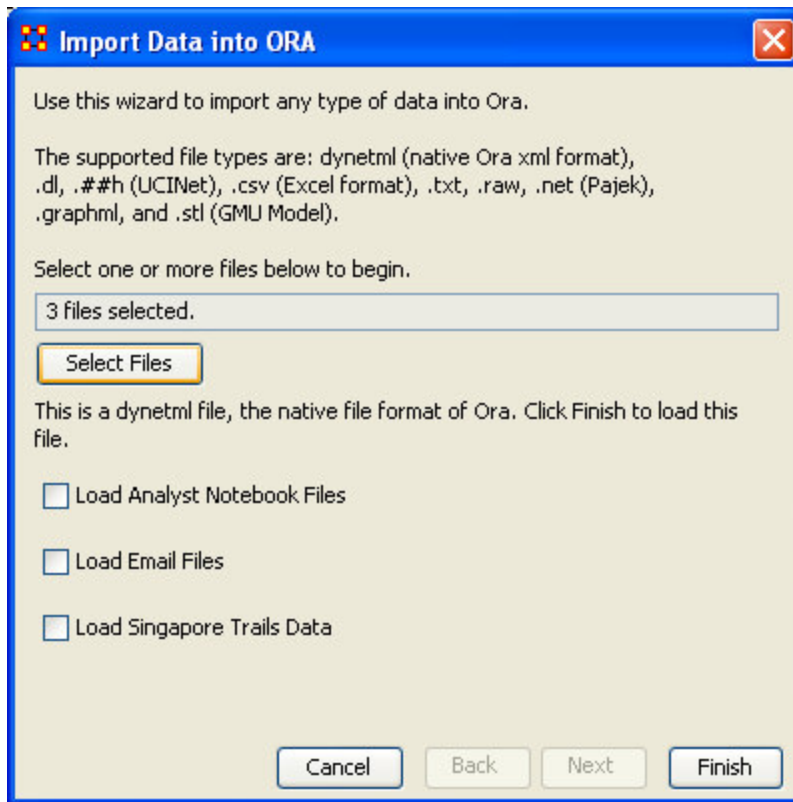 Import Data into ORA
Use this wizard to import any type of data into Ora.
The supported file types are: dynetml (native Ora xml format),
.dl, .##h (UCINet), .csv (Excel format), .txt, .raw, .net (Pajek),
.graphml, and .stl (GMU Model).
Select one or more files below to begin.
3 files selected.
Select Files
This is a dynetml file, the native file format of Ora. Click Finish to load this
file.
Load Analyst Notebook Files
Load Email Files
Load Singapore Trails Data
Cancel Back Next Finish